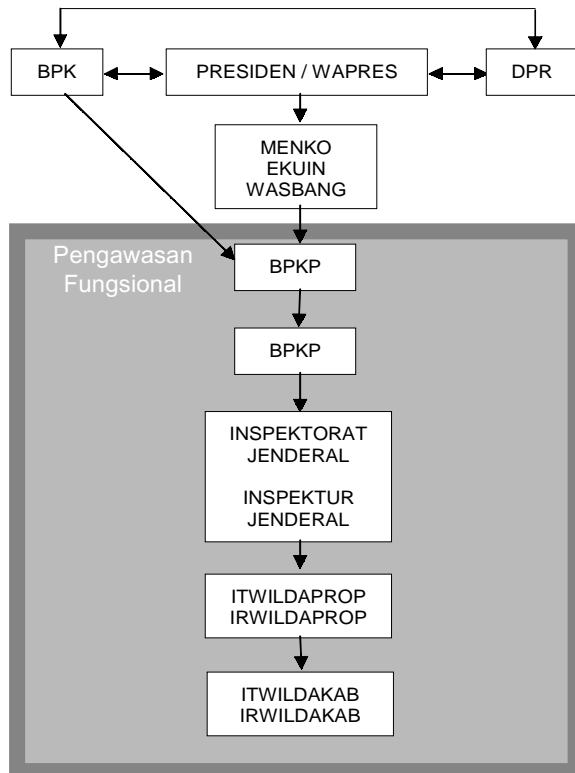 BPK
PRESIDEN / WAPRES
DPR
MENKO
EKUIN
WASBANG
Pengawasan
Fungsional
BPKP
BPKP
INSPEKTORAT
JENDERAL
INSPEKTUR
JENDERAL
ITWILDAPROP
IRWILDAPROP
ITWILDAKAB
IRWILDAKAB